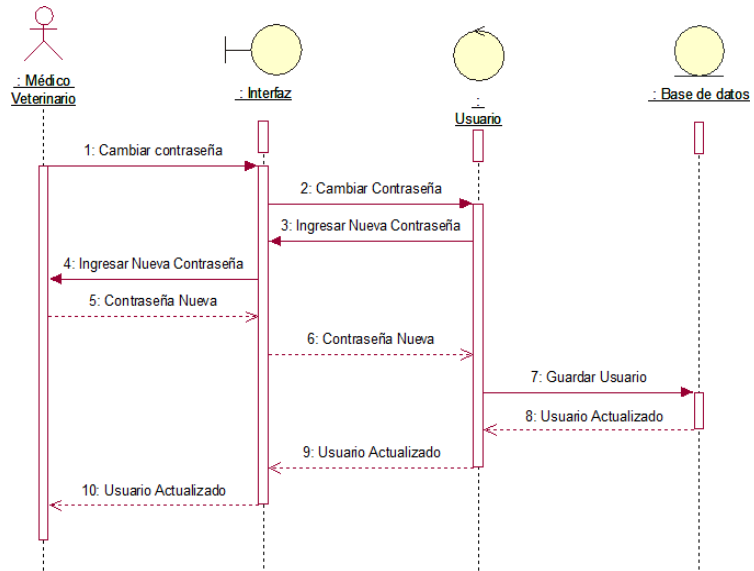 : Médico
Veterinario
: Interfaz
:
Usuario
: Base de datos
1: Cambiar contraseña
2: Cambiar Contraseña
3: Ingresar Nueva Contraseña
4: Ingresar Nueva Contraseña
5: Contraseña Nueva
6: Contraseña Nueva
7: Guardar Usuario
8: Usuario Actualizado
9: Usuario Actualizado
10: Usuario Actualizado